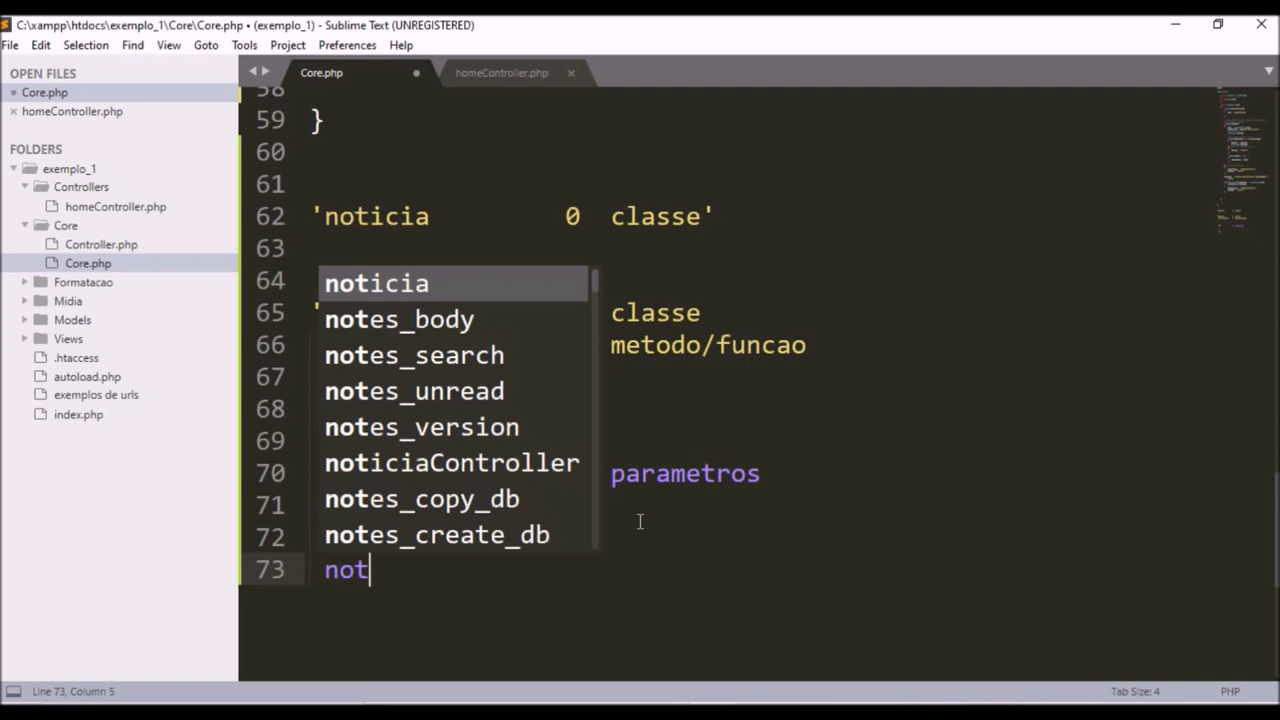 C:\xampp\htdocs\exemplo_1\Core\Core.php • (exemplo_1) - Sublime Text (UNREGISTERED)
File Edit Selection Find View Goto Tools Project Preferences Help
OPEN FILES
Core.php
homeController.php
FOLDERS
exemplo_1
Controllers
homeController.php
Core
Controller.php
Core.php
Formatacao
Midia
Models
Views
.htaccess
autoload.php
exemplos de urls
index.php
Core.php homeController.php
58
59 }
60
61
62 'noticia 0 classe'
63
64
65 ' classe
66 metodo/funcao
67
68
69
70 parametros
71
72
73 not
noticia
notes_body
notes_search
notes_unread
notes_version
noticiaController
notes_copy_db
notes_create_db
Line 73, Column 5 Tab Size: 4 PHP